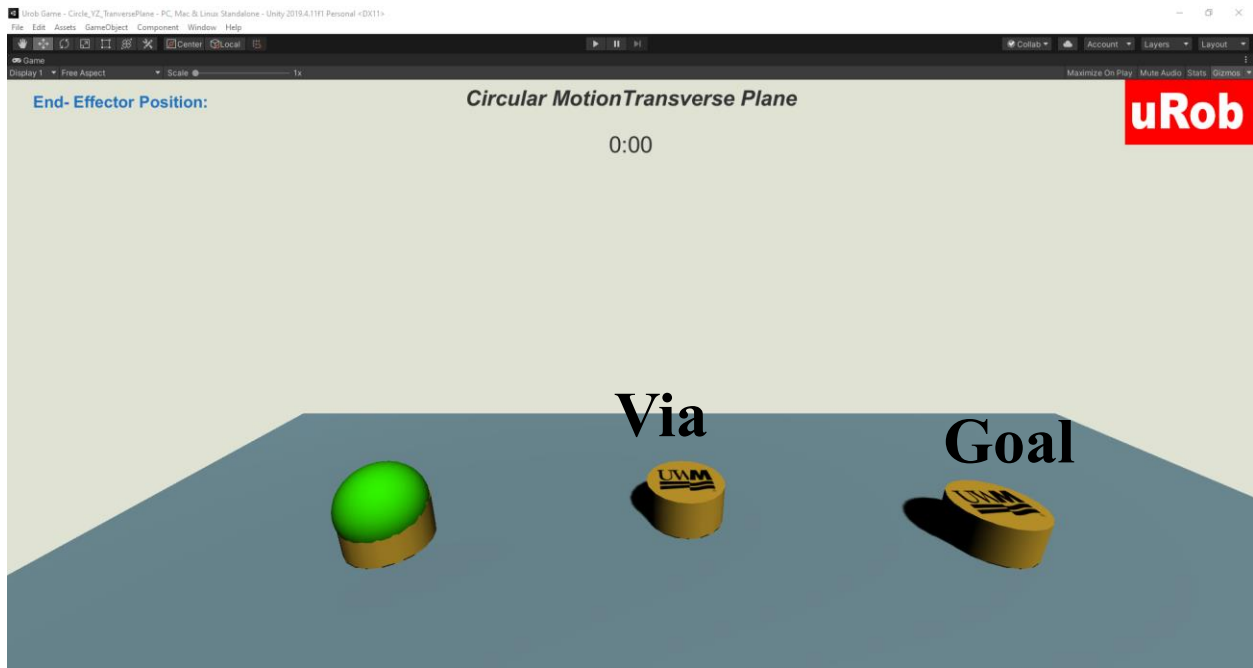 Urob Game - Circle_YZ_TranversePlane - PC, Mac & Linux Standalone - Unity 2019.4.11f1 Personal <DX11>
File Edit Assets GameObject Component Window Help
Center Local Collab Account Layers Layout
Game
Display 1 Free Aspect Scale 1x Maximize On Play Mute Audio Stats Gizmos
End- Effector Position:
Circular MotionTransverse Plane
uRob
0:00
Via
Goal
UWM
UWM